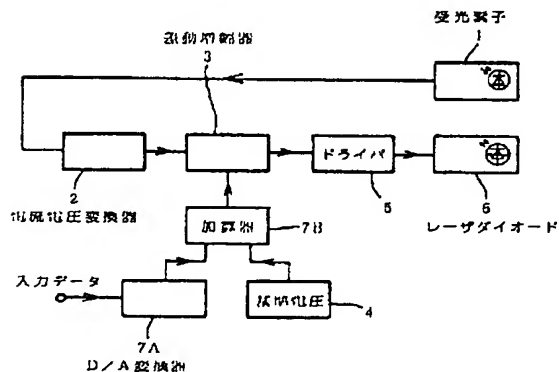 受光素子
1
差動増幅器
3
2
電流電圧変換器
ドライバ
5
6
レーザダイオード
加算器
7B
入力データ
7A
D/A変換器
基準電圧
4